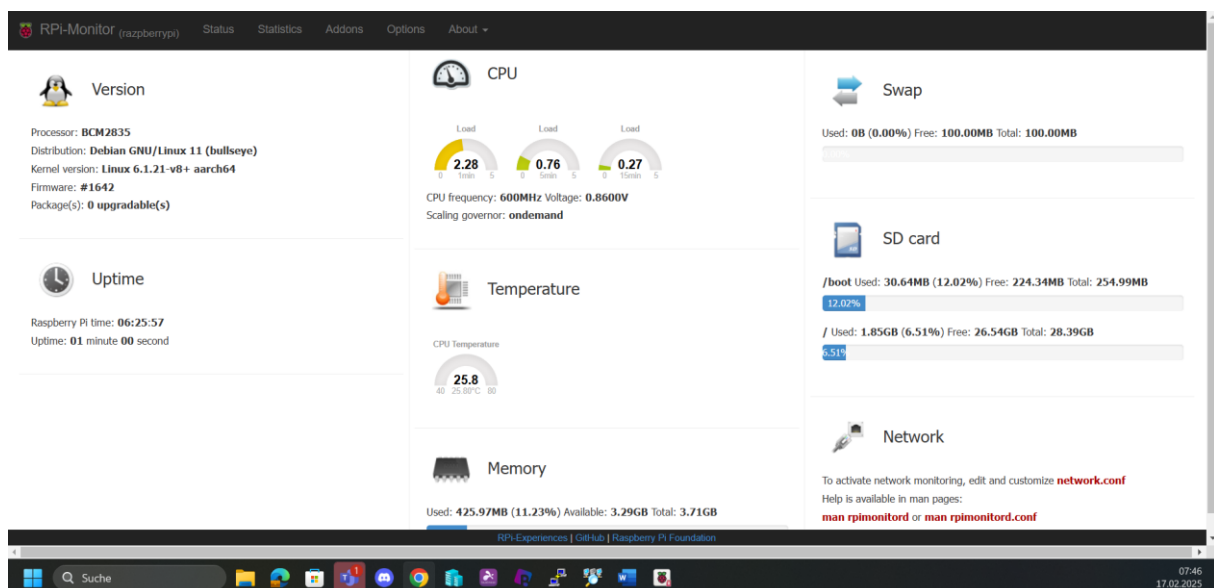 RPi-Monitor (razpberrypi) Status Statistics Addons Options About
Version
Processor: BCM2835
Distribution: Debian GNU/Linux 11 (bullseye)
Kernel version: Linux 6.1.21-v8+ aarch64
Firmware: #1642
Package(s): 0 upgradable(s)
Uptime
Raspberry Pi time: 06:25:57
Uptime: 01 minute 00 second
CPU
Load Load Load
2.28 0.76 0.27
0 1min 5 0 5min 5 0 15min 5
CPU frequency: 600MHz Voltage: 0.8600V
Scaling governor: ondemand
Temperature
CPU Temperature
25.8
40 25.80°C 80
Memory
Used: 425.97MB (11.23%) Available: 3.29GB Total: 3.71GB
Swap
Used: 0B (0.00%) Free: 100.00MB Total: 100.00MB
0.00%
SD card
/boot Used: 30.64MB (12.02%) Free: 224.34MB Total: 254.99MB
12.02%
/ Used: 1.85GB (6.51%) Free: 26.54GB Total: 28.39GB
6.51%
Network
To activate network monitoring, edit and customize network.conf
Help is available in man pages:
man rpimonitord or man rpimonitord.conf
RPi-Experiences | GitHub | Raspberry Pi Foundation
Suche
07:46
17.02.2025